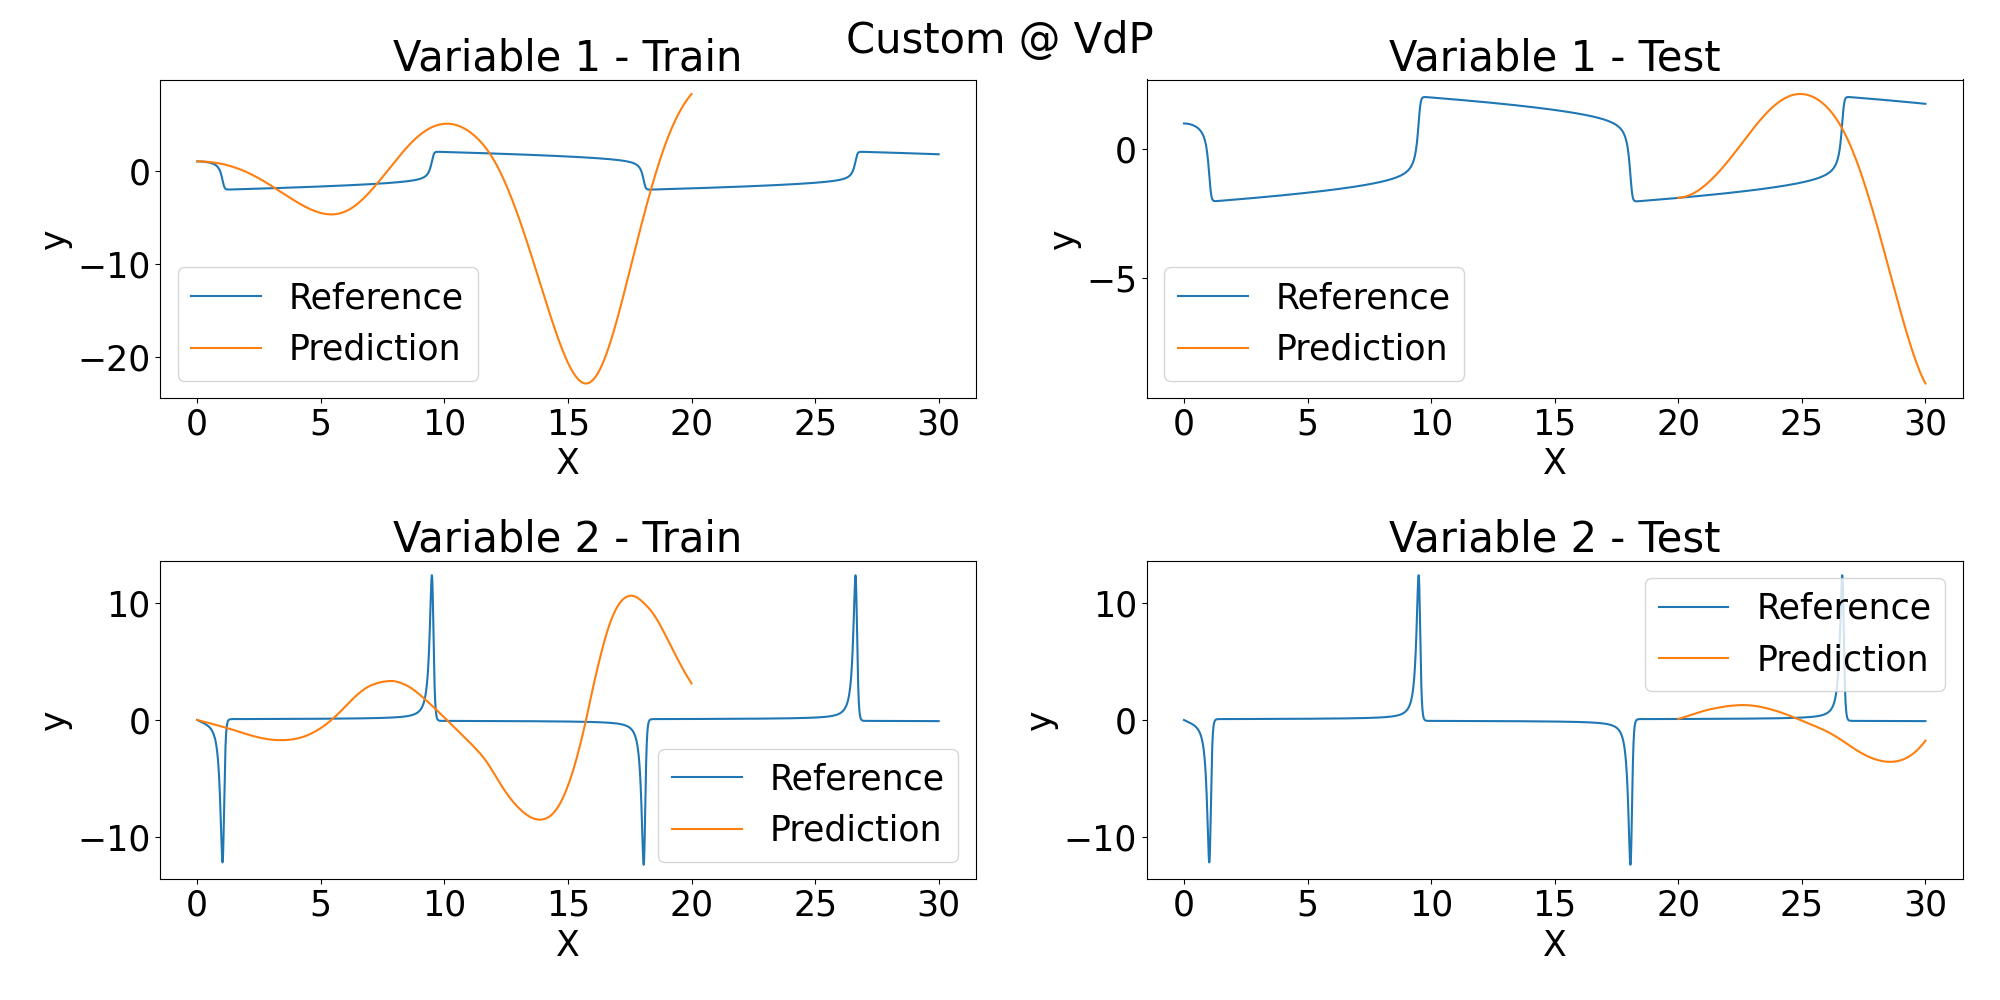 Custom @ VdP
Variable 1 - Train
0
−10
−20
y
Reference
Prediction
0 5 10 15 20 25 30
X
Variable 1 - Test
0
−5
y
Reference
Prediction
0 5 10 15 20 25 30
X
Variable 2 - Train
10
0
−10
y
Reference
Prediction
0 5 10 15 20 25 30
X
Variable 2 - Test
10
0
−10
y
Reference
Prediction
0 5 10 15 20 25 30
X